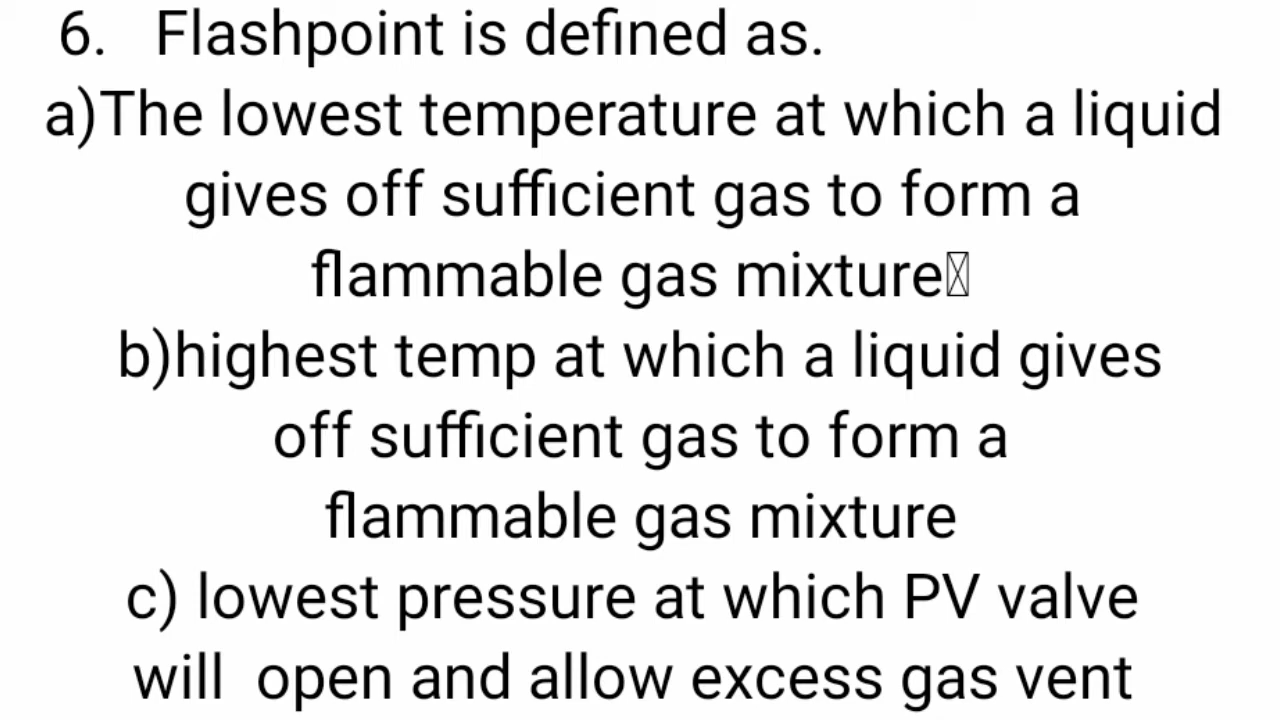 6. Flashpoint is defined as.
a)The lowest temperature at which a liquid
gives off sufficient gas to form a
flammable gas mixture
b)highest temp at which a liquid gives
off sufficient gas to form a
flammable gas mixture
c) lowest pressure at which PV valve
will open and allow excess gas vent